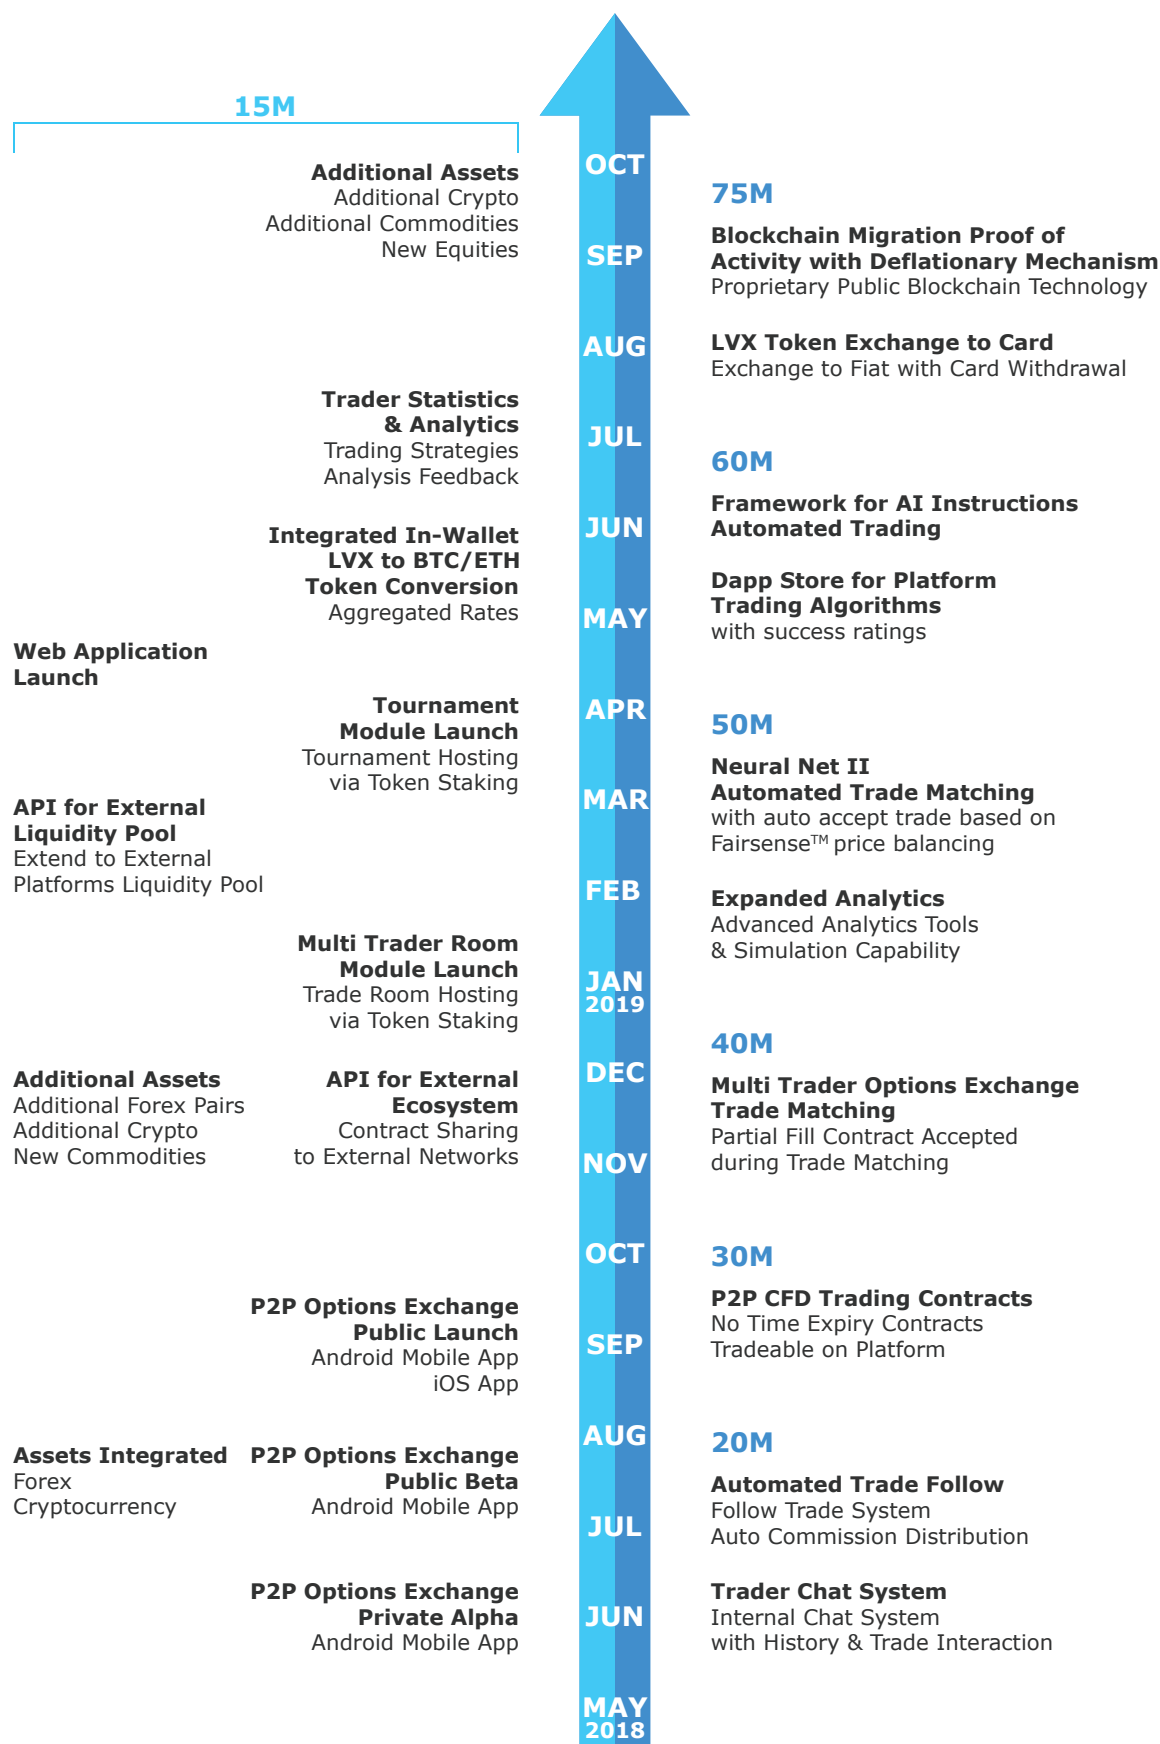 15M
Additional Assets
Additional Crypto
Additional Commodities
New Equities
Trader Statistics
& Analytics
Trading Strategies
Analysis Feedback
Integrated In-Wallet
LVX to BTC/ETH
Token Conversion
Aggregated Rates
Web Application
Launch
Tournament
Module Launch
Tournament Hosting
via Token Staking
API for External
Liquidity Pool
Extend to External
Platforms Liquidity Pool
Multi Trader Room
Module Launch
Trade Room Hosting
via Token Staking
Additional Assets
Additional Forex Pairs
Additional Crypto
New Commodities
API for External
Ecosystem
Contract Sharing
to External Networks
P2P Options Exchange
Public Launch
Android Mobile App
iOS App
Assets Integrated
Forex
Cryptocurrency
P2P Options Exchange
Public Beta
Android Mobile App
P2P Options Exchange
Private Alpha
Android Mobile App
OCT
SEP
AUG
JUL
JUN
MAY
APR
MAR
FEB
JAN
2019
DEC
NOV
OCT
SEP
AUG
JUL
JUN
MAY
2018
75M
Blockchain Migration Proof of
Activity with Deflationary Mechanism
Proprietary Public Blockchain Technology
LVX Token Exchange to Card
Exchange to Fiat with Card Withdrawal
60M
Framework for AI Instructions
Automated Trading
Dapp Store for Platform
Trading Algorithms
with success ratings
50M
Neural Net II
Automated Trade Matching
with auto accept trade based on
Fairsense™ price balancing
Expanded Analytics
Advanced Analytics Tools
& Simulation Capability
40M
Multi Trader Options Exchange
Trade Matching
Partial Fill Contract Accepted
during Trade Matching
30M
P2P CFD Trading Contracts
No Time Expiry Contracts
Tradeable on Platform
20M
Automated Trade Follow
Follow Trade System
Auto Commission Distribution
Trader Chat System
Internal Chat System
with History & Trade Interaction